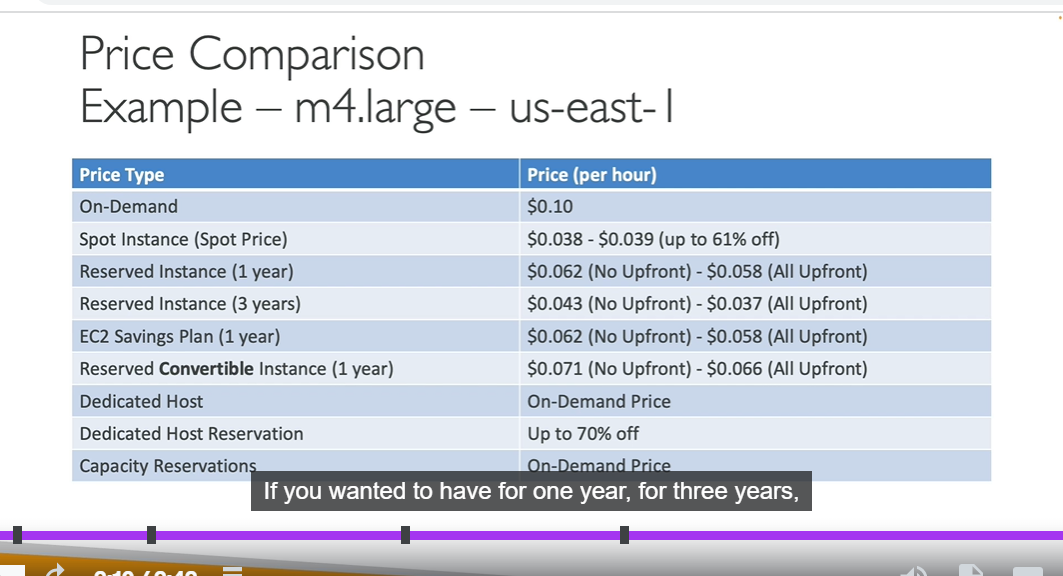 Price Comparison
Example – m4.large – us-east-1
Price Type Price (per hour)
On-Demand $0.10
Spot Instance (Spot Price) $0.038 - $0.039 (up to 61% off)
Reserved Instance (1 year) $0.062 (No Upfront) - $0.058 (All Upfront)
Reserved Instance (3 years) $0.043 (No Upfront) - $0.037 (All Upfront)
EC2 Savings Plan (1 year) $0.062 (No Upfront) - $0.058 (All Upfront)
Reserved Convertible Instance (1 year) $0.071 (No Upfront) - $0.066 (All Upfront)
Dedicated Host On-Demand Price
Dedicated Host Reservation Up to 70% off
Capacity Reservations On-Demand Price
If you wanted to have for one year, for three years,